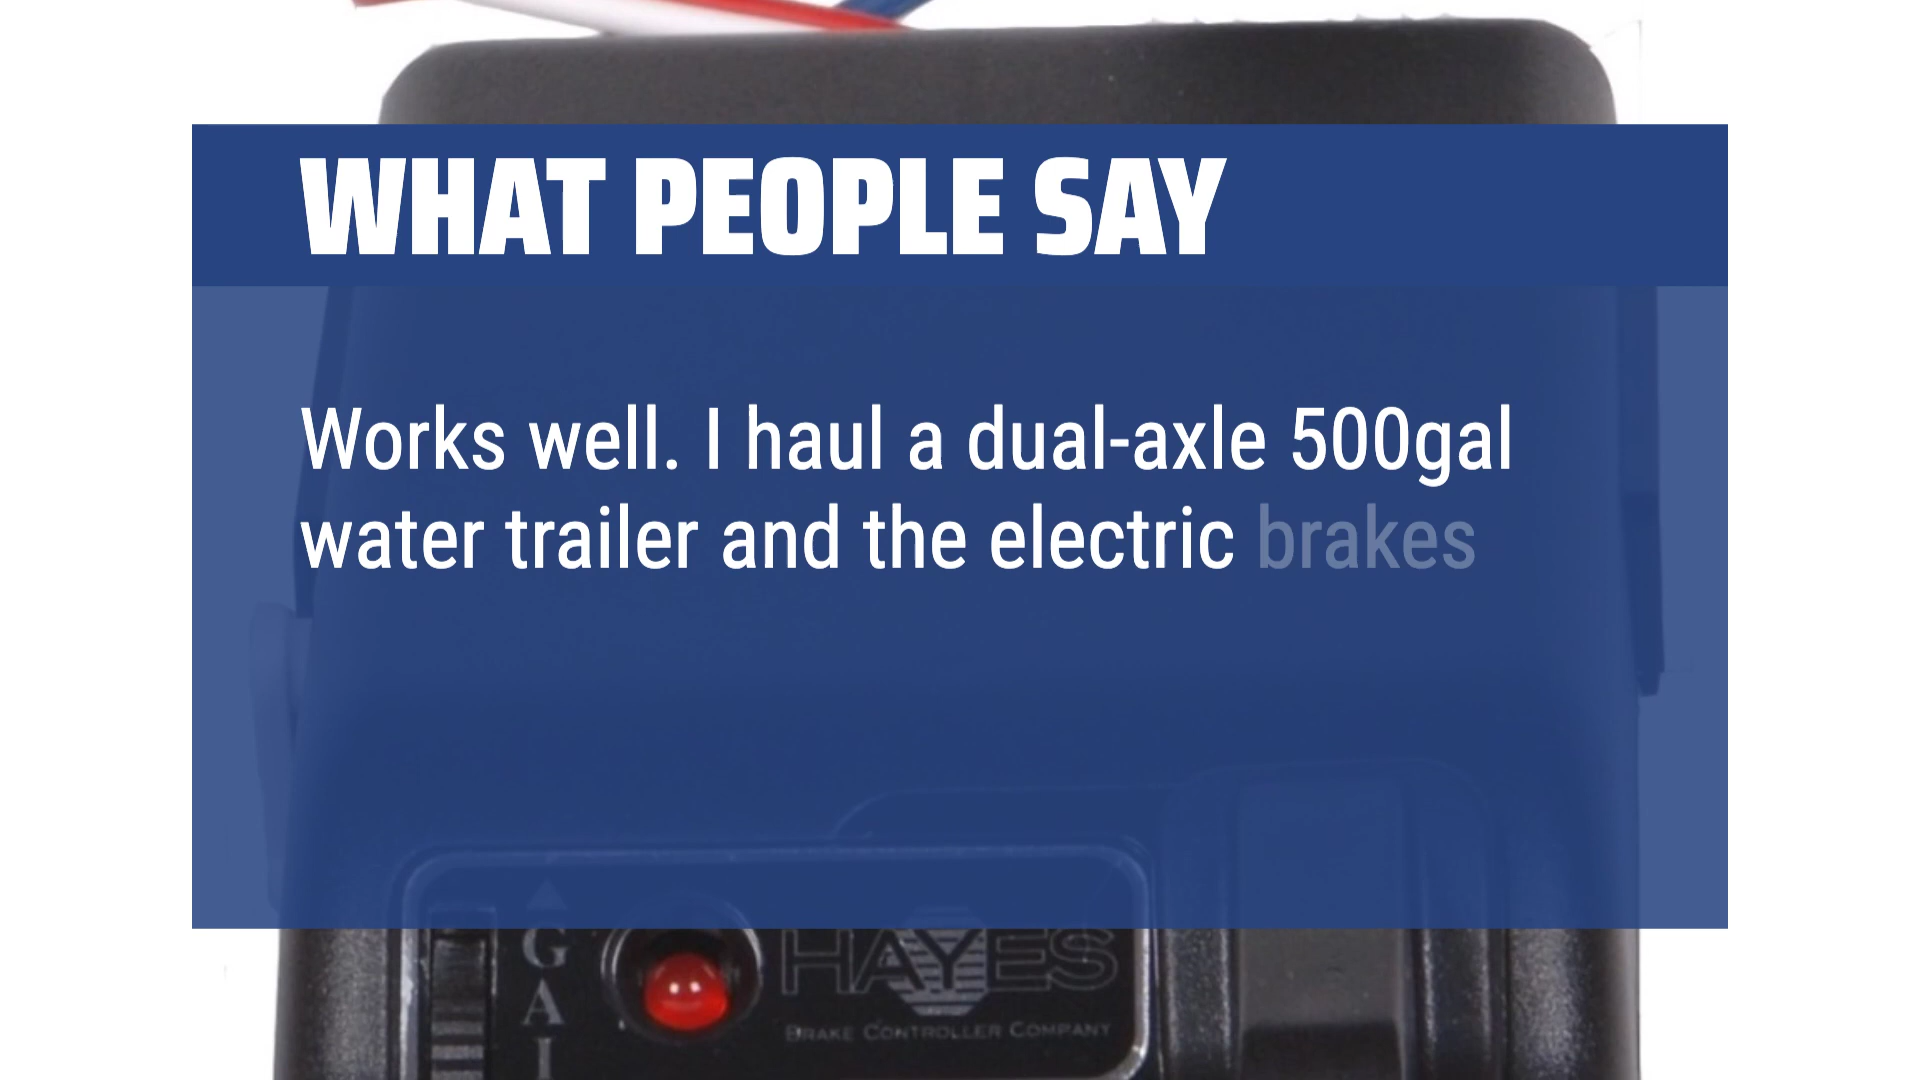 WHAT PEOPLE SAY
Works well. I haul a dual-axle 500gal
water trailer and the electric brakes
GAI
HAYES
BRAKE CONTROLLER COMPANY